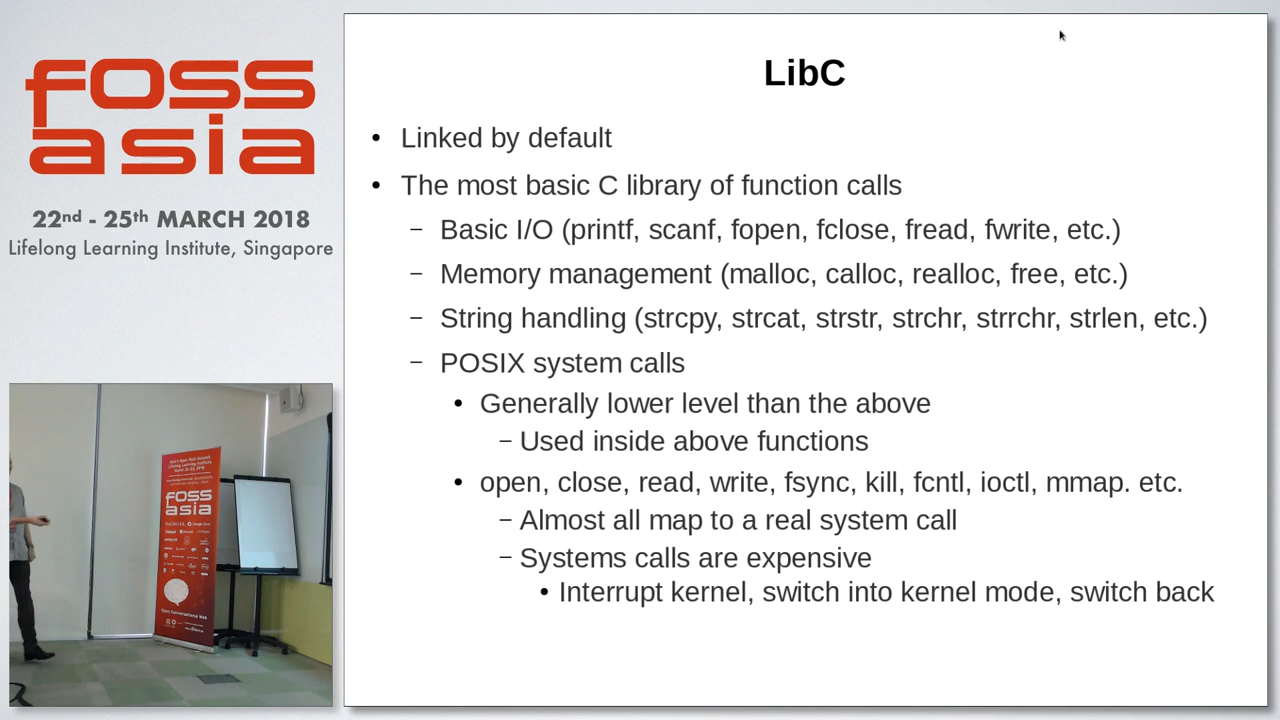 foss
asia
22nd - 25th MARCH 2018
Lifelong Learning Institute, Singapore
LibC
• Linked by default
• The most basic C library of function calls
– Basic I/O (printf, scanf, fopen, fclose, fread, fwrite, etc.)
– Memory management (malloc, calloc, realloc, free, etc.)
– String handling (strcpy, strcat, strstr, strchr, strrchr, strlen, etc.)
– POSIX system calls
• Generally lower level than the above
– Used inside above functions
• open, close, read, write, fsync, kill, fcntl, ioctl, mmap. etc.
– Almost all map to a real system call
– Systems calls are expensive
• Interrupt kernel, switch into kernel mode, switch back
foss
asia
Open Conversational Web